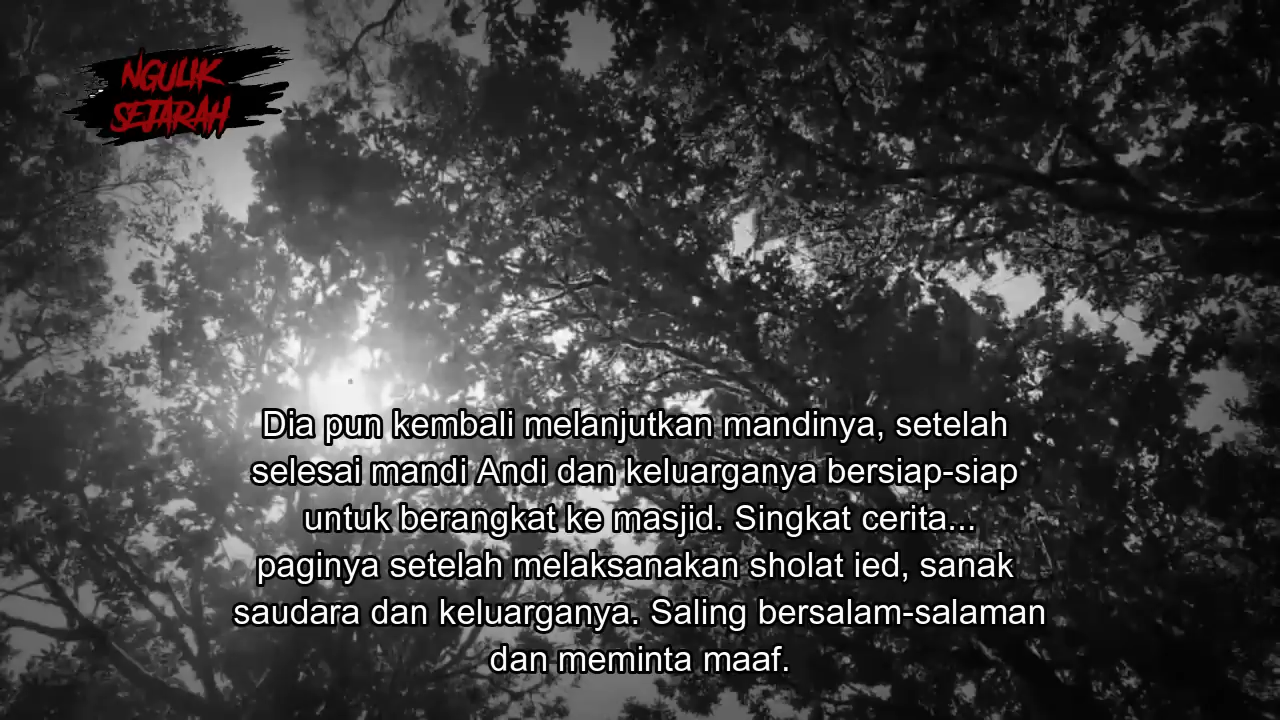 NGULIK
SEJARAH
Dia pun kembali melanjutkan mandinya, setelah
selesai mandi Andi dan keluarganya bersiap-siap
untuk berangkat ke masjid. Singkat cerita...
paginya setelah melaksanakan sholat ied, sanak
saudara dan keluarganya. Saling bersalam-salaman
dan meminta maaf.